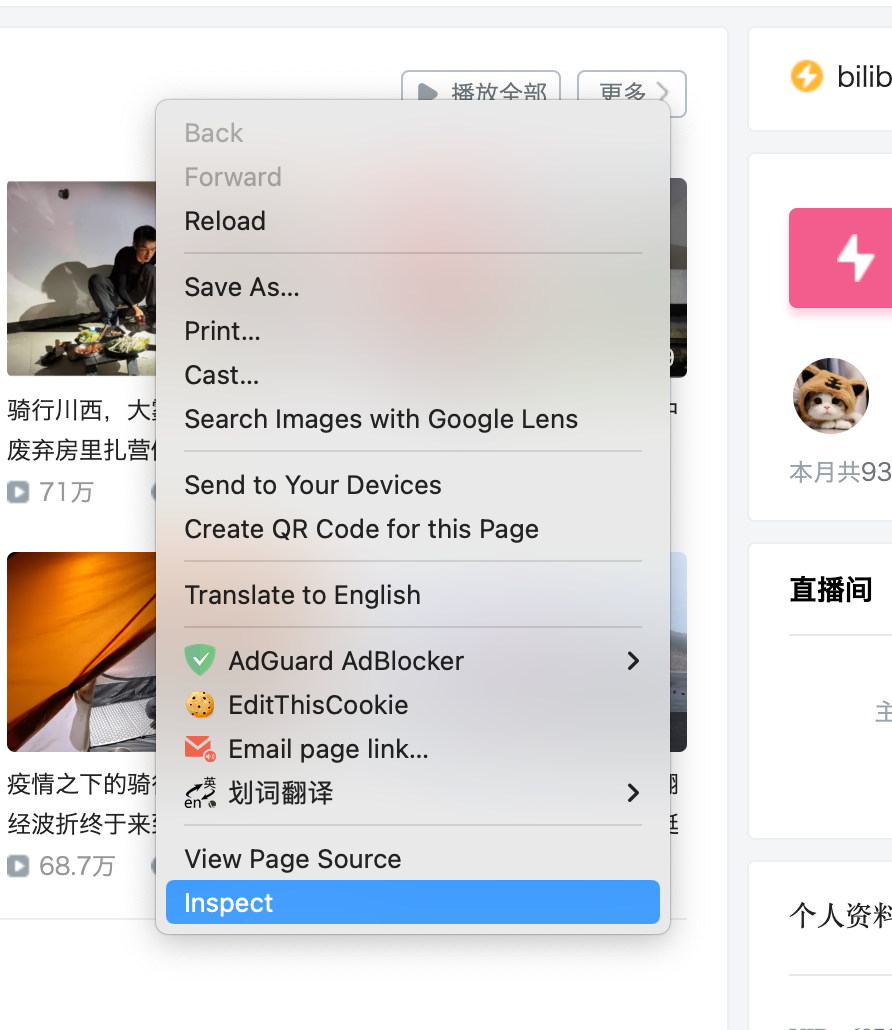 播放全部
更多
bilib
Back
Forward
Reload
Save As...
Print...
Cast...
Search Images with Google Lens
Send to Your Devices
Create QR Code for this Page
Translate to English
AdGuard AdBlocker
EditThisCookie
Email page link...
划词翻译
View Page Source
Inspect
骑行川西，大
废弃房里扎营
71万
疫情之下的骑
经波折终于来
68.7万
本月共93
直播间
主
个人资料